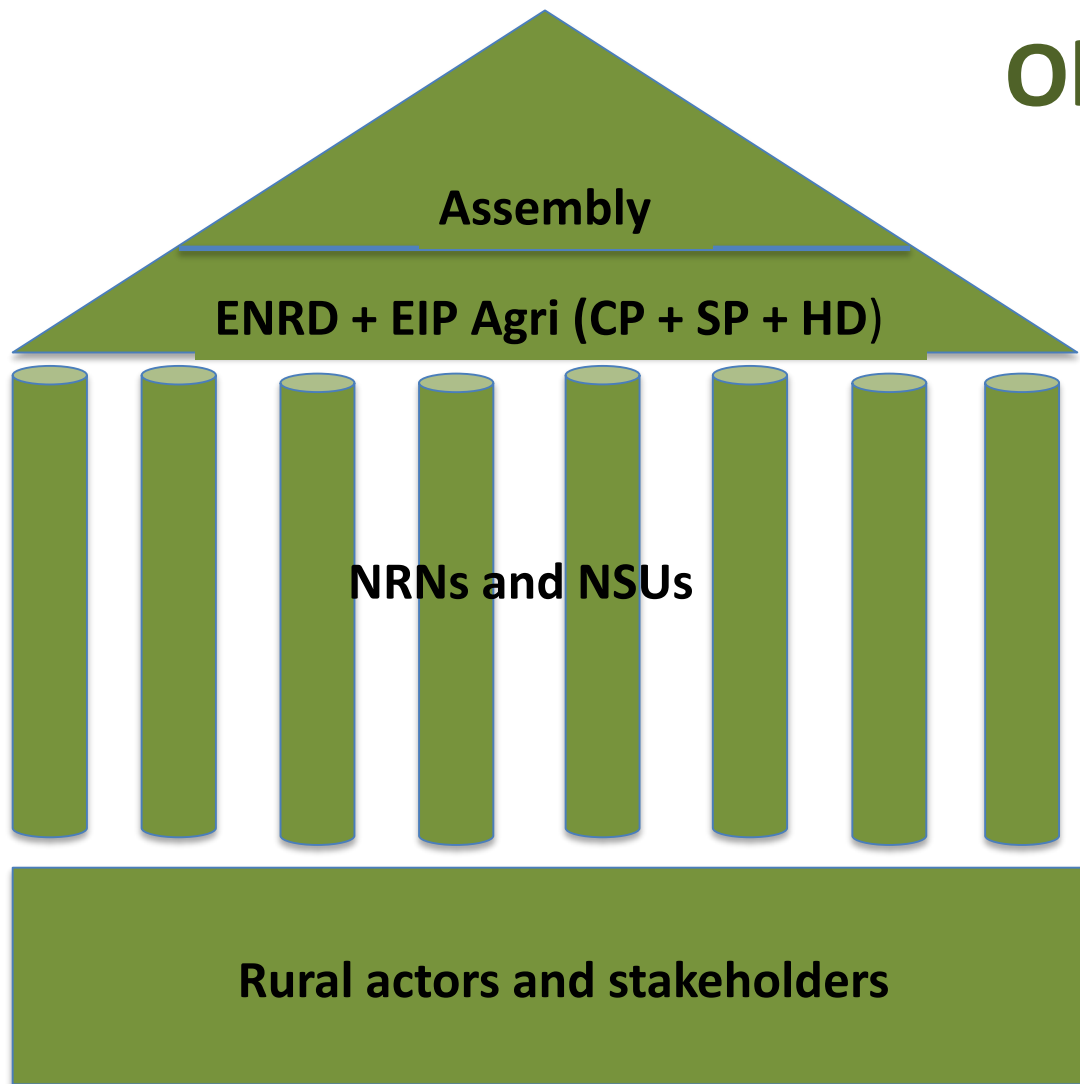 Assembly
ENRD + EIP Agri (CP + SP + HD)
NRNs and NSUs
Rural actors and stakeholders